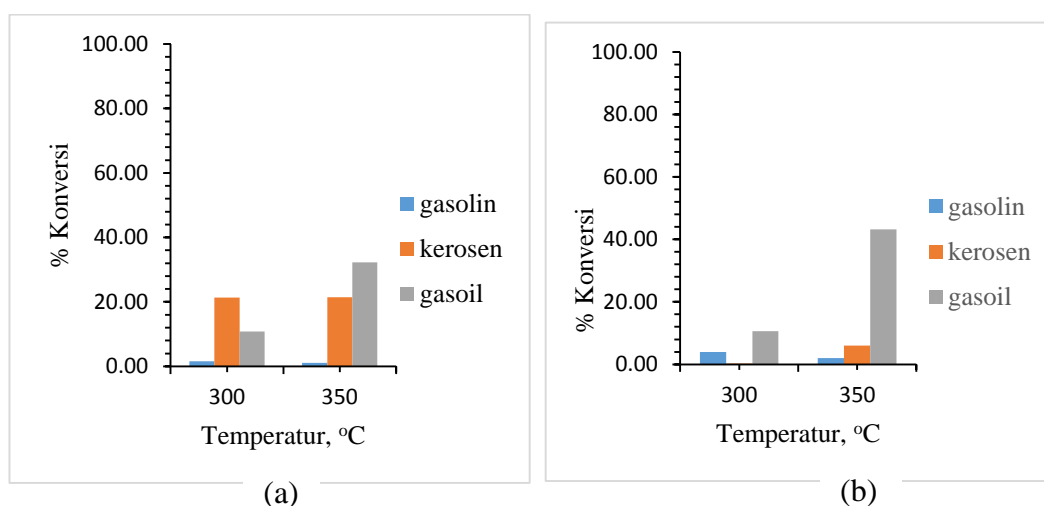 100.00
80.00
60.00
40.00
20.00
0.00
% Konversi
300
350
Temperatur, °C
gasolin
kerosen
gasoil
(a)
100.00
80.00
60.00
40.00
20.00
0.00
% Konversi
300
350
Temperatur, °C
gasolin
kerosen
gasoil
(b)